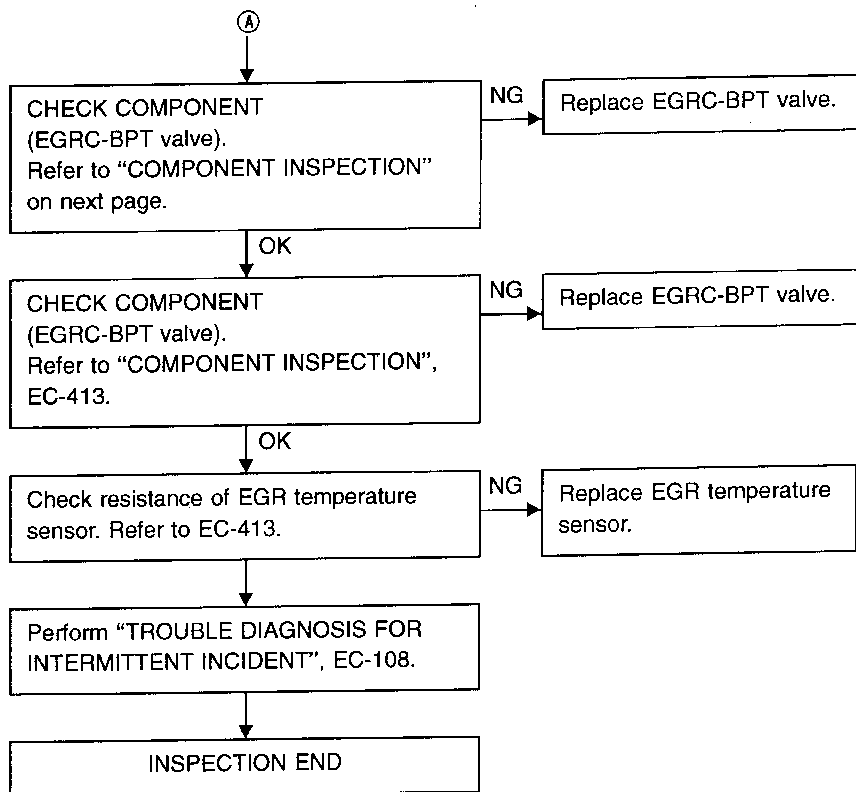 A
CHECK COMPONENT
(EGRC-BPT valve).
Refer to “COMPONENT INSPECTION”
on next page.
NG
Replace EGRC-BPT valve.
OK
CHECK COMPONENT
(EGRC-BPT valve).
Refer to “COMPONENT INSPECTION”,
EC-413.
NG
Replace EGRC-BPT valve.
OK
Check resistance of EGR temperature
sensor. Refer to EC-413.
NG
Replace EGR temperature
sensor.
Perform “TROUBLE DIAGNOSIS FOR
INTERMITTENT INCIDENT”, EC-108.
INSPECTION END